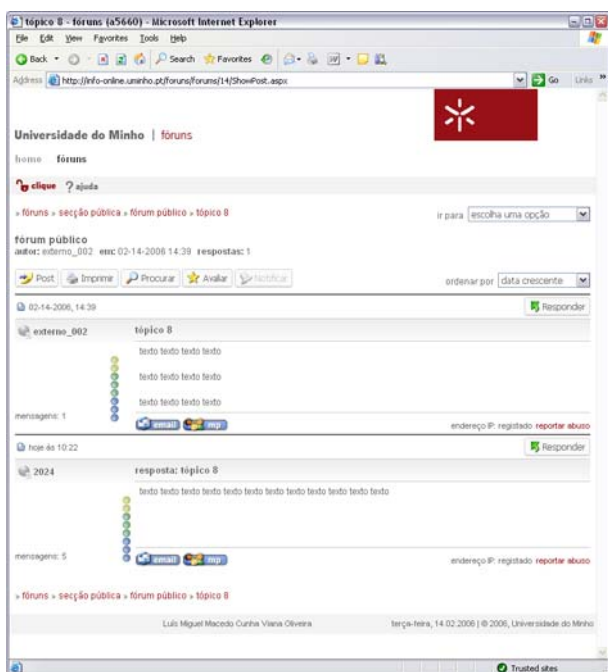 tópico 8 - fóruns (a5660) - Microsoft Internet Explorer
File Edit View Favorites Tools Help
Back Search Favorites
Address http://info-online.uminho.pt/foruns/forums/14/ShowPost.aspx Go Links »
Universidade do Minho | fóruns
home fóruns
clique ? ajuda
» fóruns » secção pública » fórum público » tópico 8 ir para escolha uma opção
fórum público
autor: externo_002 em: 02-14-2006 14:39 respostas: 1
Post Imprimir Procurar Avaliar Notificar ordenar por data crescente
02-14-2006, 14:39 Responder
externo_002 tópico 8
texto texto texto texto
texto texto texto texto
texto texto texto texto
mensagens: 1 email mp endereço IP: registado reportar abuso
hoje às 10:22 Responder
2024 resposta: tópico 8
texto texto texto texto texto texto texto texto texto texto texto texto
mensagens: 5 email mp endereço IP: registado reportar abuso
» fóruns » secção pública » fórum público » tópico 8
Luís Miguel Macedo Cunha Viana Oliveira terça-feira, 14.02.2006 | © 2006, Universidade do Minho
Trusted sites